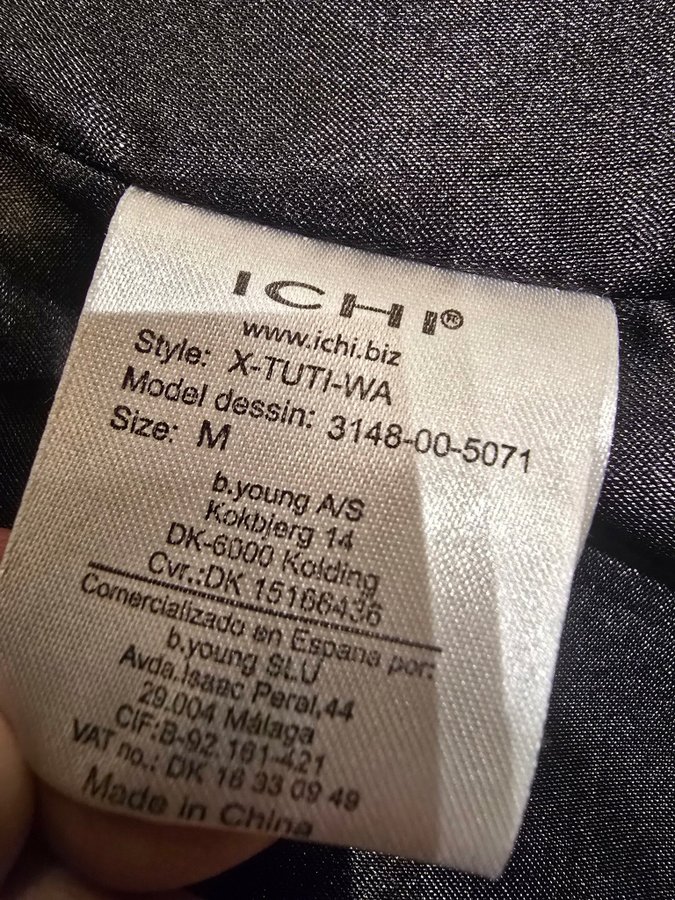 ICHI®
www.ichi.biz
Style: X-TUTI-WA
Model dessin: 3148-00-5071
Size: M
b.young A/S
Kokbjerg 14
DK-6000 Kolding
Cvr.:DK 15166436
Comercializado en Espana por:
b.young SLU
Avda.Isaac Peral,44
29.004 Málaga
CIF:B-92.161-421
VAT no.: DK 16 33 09 49
Made in China